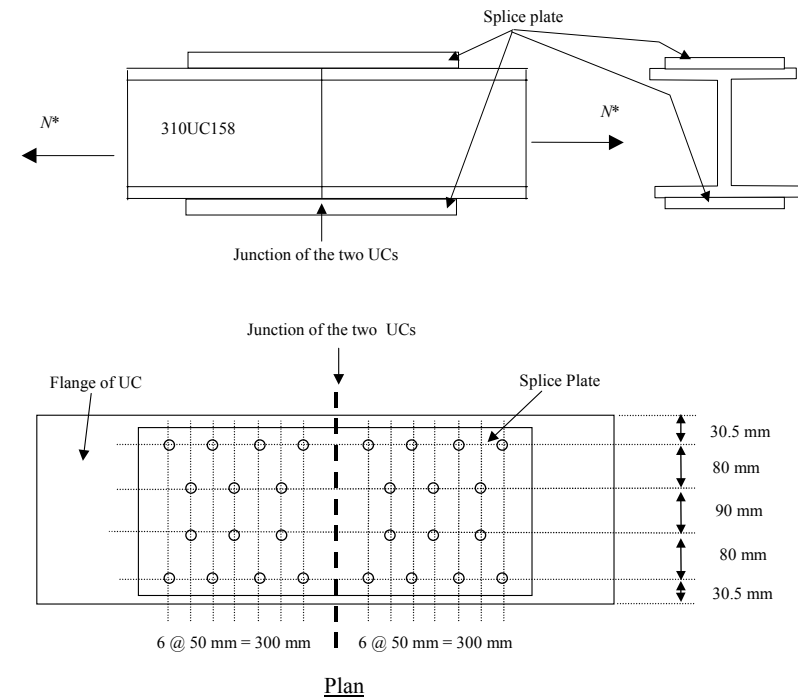 Splice plate
N*
310UC158
N*
Junction of the two UCs
Junction of the two  UCs
Flange of UC
Splice Plate
30.5 mm
80 mm
90 mm
80 mm
30.5 mm
6 @ 50 mm = 300 mm
6 @ 50 mm = 300 mm
Plan